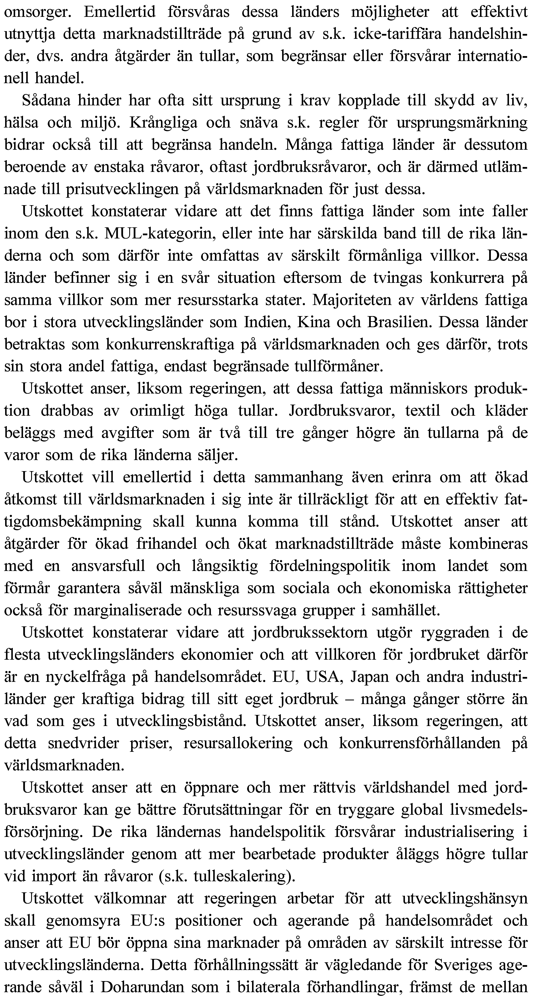 omsorger. Emellertid försvåras dessa länders möjligheter att effektivt
utnyttja detta marknadstillträde på grund av s.k. icke-tariffära handelshin-
der, dvs. andra åtgärder än tullar, som begränsar eller försvårar internatio-
nell handel.
Sådana hinder har ofta sitt ursprung i krav kopplade till skydd av liv,
hälsa och miljö. Krångliga och snäva s.k. regler för ursprungsmärkning
bidrar också till att begränsa handeln. Många fattiga länder är dessutom
beroende av enstaka råvaror, oftast jordbruksråvaror, och är därmed utläm-
nade till prisutvecklingen på världsmarknaden för just dessa.
Utskottet konstaterar vidare att det finns fattiga länder som inte faller
inom den s.k. MUL-kategorin, eller inte har särskilda band till de rika län-
derna och som därför inte omfattas av särskilt förmånliga villkor. Dessa
länder befinner sig i en svår situation eftersom de tvingas konkurrera på
samma villkor som mer resursstarka stater. Majoriteten av världens fattiga
bor i stora utvecklingsländer som Indien, Kina och Brasilien. Dessa länder
betraktas som konkurrenskraftiga på världsmarknaden och ges därför, trots
sin stora andel fattiga, endast begränsade tullförmåner.
Utskottet anser, liksom regeringen, att dessa fattiga människors produk-
tion drabbas av orimligt höga tullar. Jordbruksvaror, textil och kläder
beläggs med avgifter som är två till tre gånger högre än tullarna på de
varor som de rika länderna säljer.
Utskottet vill emellertid i detta sammanhang även erinra om att ökad
åtkomst till världsmarknaden i sig inte är tillräckligt för att en effektiv fat-
tigdomsbekämpning skall kunna komma till stånd. Utskottet anser att
åtgärder för ökad frihandel och ökat marknadstillträde måste kombineras
med en ansvarsfull och långsiktig fördelningspolitik inom landet som
förmår garantera såväl mänskliga som sociala och ekonomiska rättigheter
också för marginaliserade och resurssvaga grupper i samhället.
Utskottet konstaterar vidare att jordbrukssektorn utgör ryggraden i de
flesta utvecklingsländers ekonomier och att villkoren för jordbruket därför
är en nyckelfråga på handelsområdet. EU, USA, Japan och andra industri-
länder ger kraftiga bidrag till sitt eget jordbruk – många gånger större än
vad som ges i utvecklingsbistånd. Utskottet anser, liksom regeringen, att
detta snedvrider priser, resursallokering och konkurrensförhållanden på
världsmarknaden.
Utskottet anser att en öppnare och mer rättvis världshandel med jord-
bruksvaror kan ge bättre förutsättningar för en tryggare global livsmedels-
försörjning. De rika ländernas handelspolitik försvårar industrialisering i
utvecklingsländer genom att mer bearbetade produkter åläggs högre tullar
vid import än råvaror (s.k. tulleskalering).
Utskottet välkomnar att regeringen arbetar för att utvecklingshänsyn
skall genomsyra EU:s positioner och agerande på handelsområdet och
anser att EU bör öppna sina marknader på områden av särskilt intresse för
utvecklingsländerna. Detta förhållningssätt är vägledande för Sveriges age-
rande såväl i Doharundan som i bilaterala förhandlingar, främst de mellan